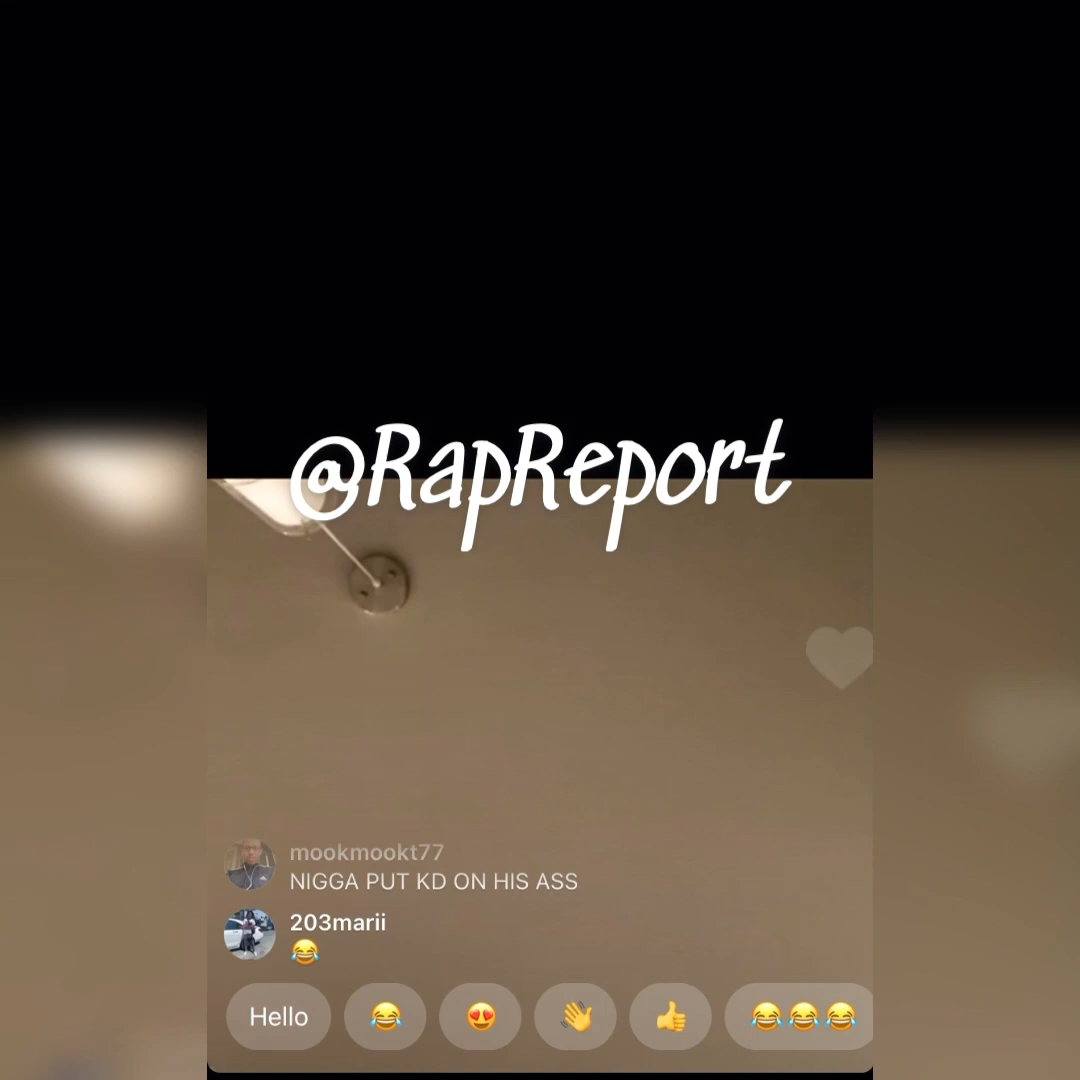 @RapReport
mookmookt77
NIGGA PUT KD ON HIS ASS
203marii
😂
Hello 😂 😍 👋 👍 😂😂😂